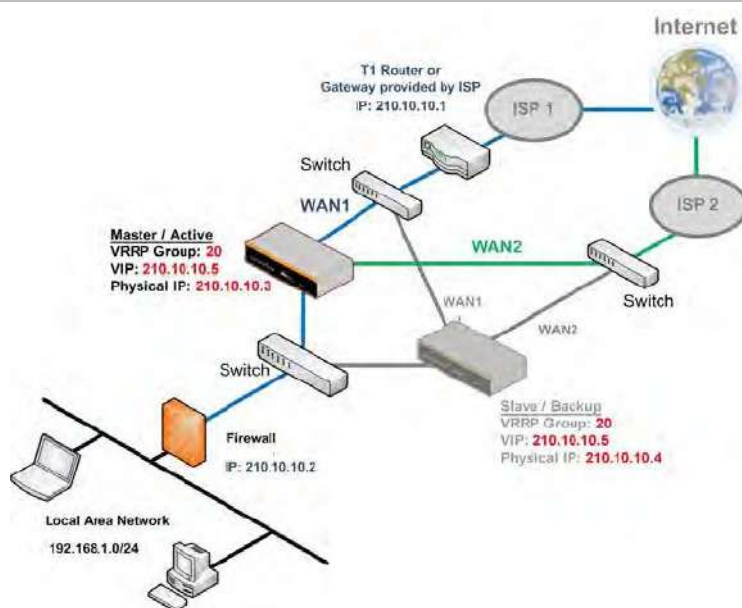 Internet
T1 Router or
Gateway provided by ISP
IP: 210.10.10.1
ISP 1
Switch
WAN1
ISP 2
Master / Active
VRRP Group: 20
VIP: 210.10.10.5
Physical IP: 210.10.10.3
WAN2
Switch
WAN1
WAN2
Switch
Slave / Backup
VRRP Group: 20
VIP: 210.10.10.5
Physical IP: 210.10.10.4
Firewall
IP: 210.10.10.2
Local Area Network
192.168.1.0/24